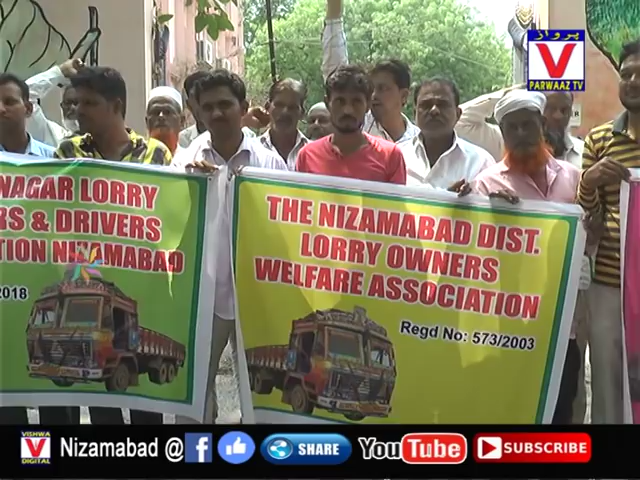 پرواز
V
PARWAAZ TV
NAGAR LORRY
RS & DRIVERS
TION NIZAMABAD
2018
THE NIZAMABAD DIST.
LORRY OWNERS
WELFARE ASSOCIATION
Regd No: 573/2003
VISHWA
V
DIGITAL
Nizamabad @ f SHARE YouTube SUBSCRIBE